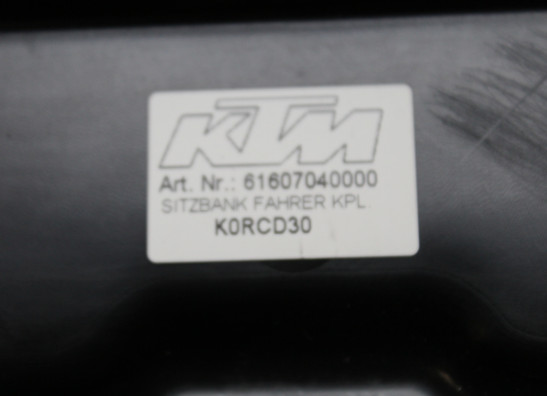 KTM
Art. Nr.: 61607040000
SITZBANK FAHRER KPL
K0RCD30